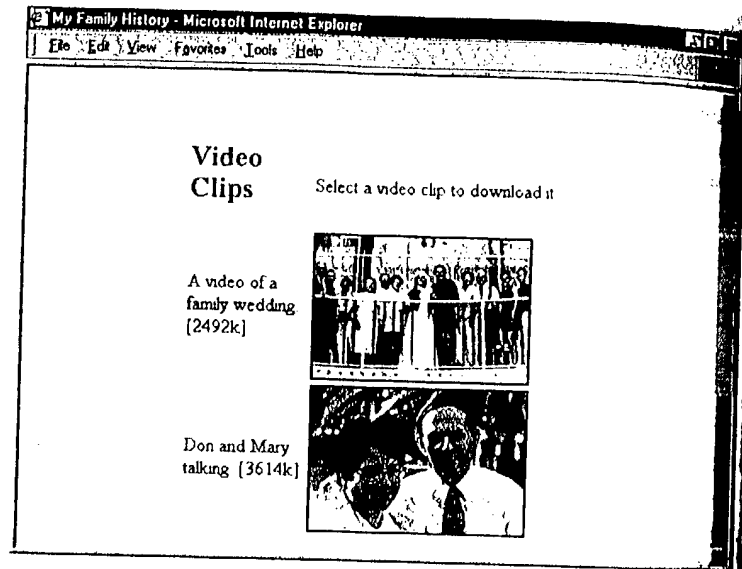 My Family History - Microsoft Internet Explorer
File Edit View Favorites Tools Help
Video
Clips
Select a video clip to download it
A video of a
family wedding
[2492k]
Don and Mary
talking [3614k]